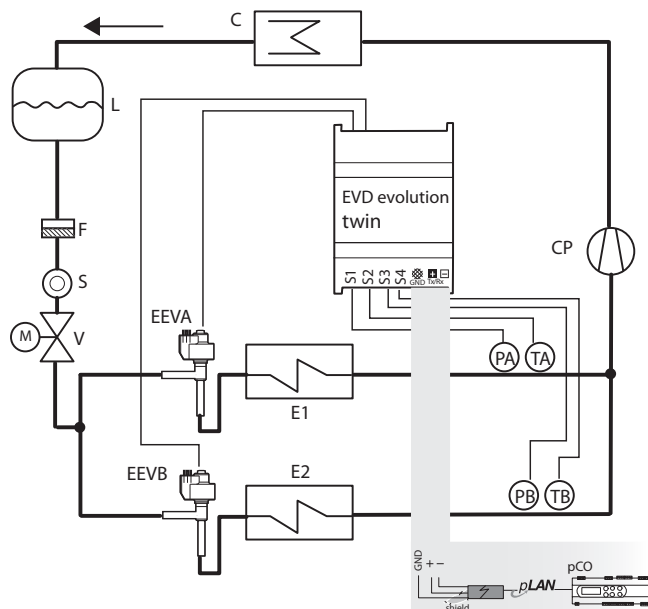 C
L
EVD evolution
twin
F
CP
S1
S2
S3
S4
GND
Tx/Rx
S
EEVA
M
V
PA
TA
E1
EEVB
E2
PB
TB
GND
+
−
pLAN
pCO
shield